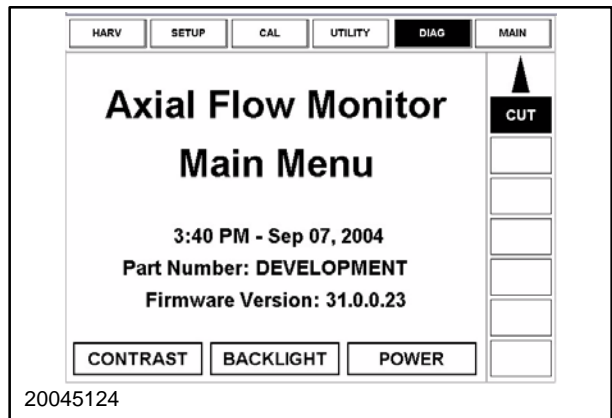 HARV SETUP CAL UTILITY DIAG MAIN
Axial Flow Monitor
CUT
Main Menu
3:40 PM - Sep 07, 2004
Part Number: DEVELOPMENT
Firmware Version: 31.0.0.23
CONTRAST BACKLIGHT POWER
20045124